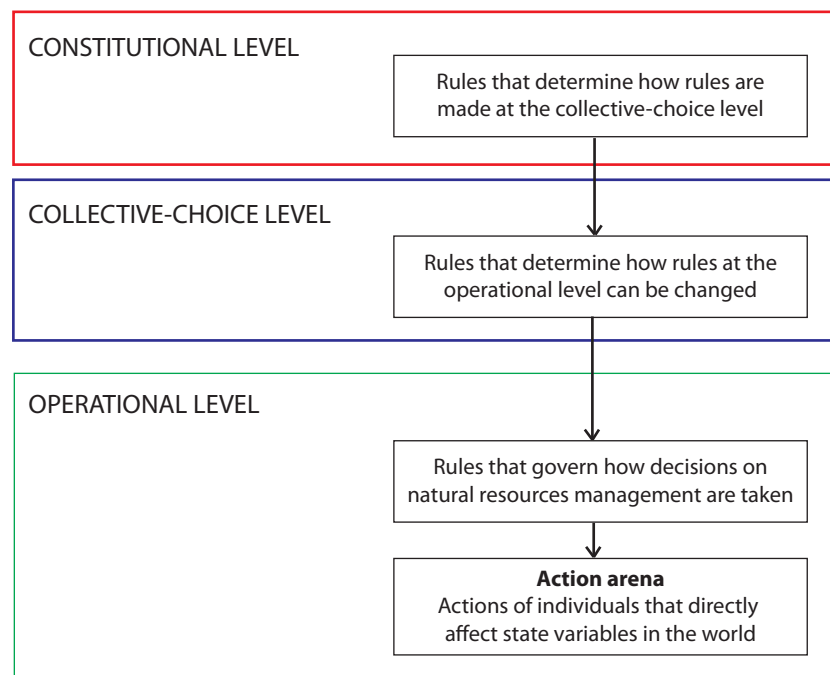 CONSTITUTIONAL LEVEL
Rules that determine how rules are
made at the collective-choice level
COLLECTIVE-CHOICE LEVEL
Rules that determine how rules at the
operational level can be changed
OPERATIONAL LEVEL
Rules that govern how decisions on
natural resources management are taken
Action arena
Actions of individuals that directly
affect state variables in the world